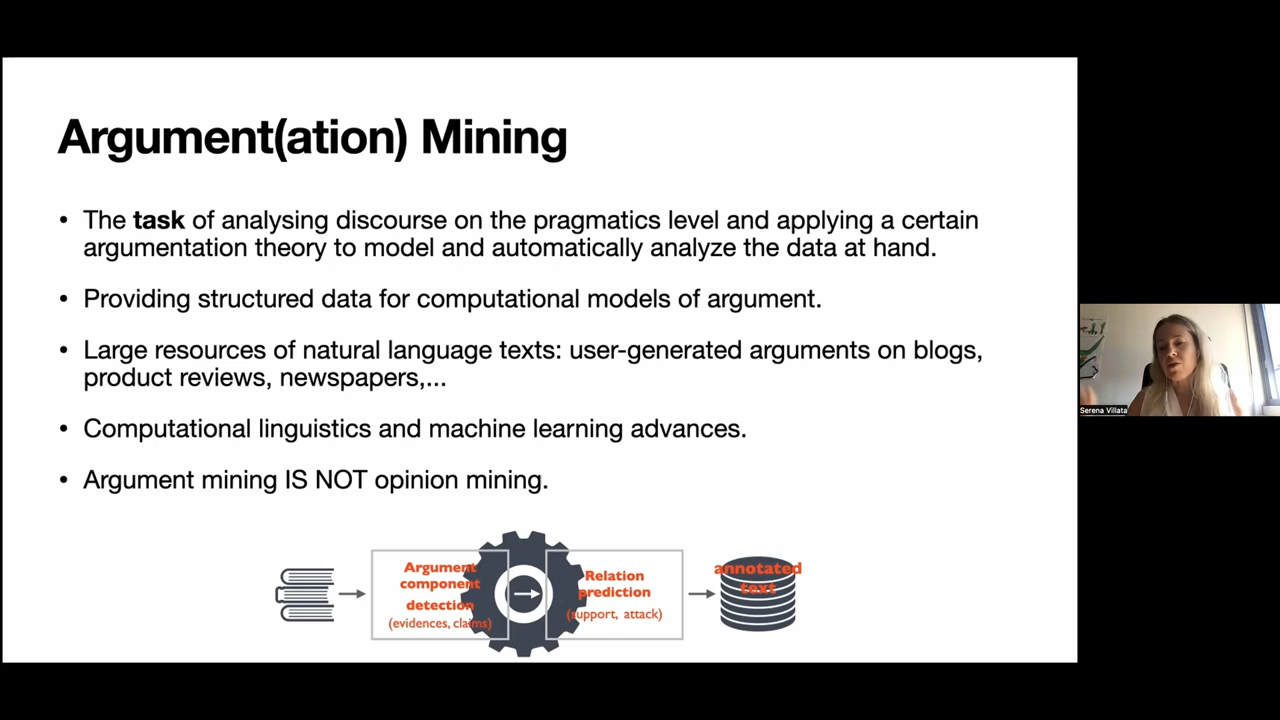 Argument(ation) Mining
• The task of analysing discourse on the pragmatics level and applying a certain
argumentation theory to model and automatically analyze the data at hand.
• Providing structured data for computational models of argument.
• Large resources of natural language texts: user-generated arguments on blogs,
product reviews, newspapers,...
• Computational linguistics and machine learning advances.
• Argument mining IS NOT opinion mining.
Argument
component
detection
(evidences, claims)
Relation
prediction
(support, attack)
annotated
text
Serena Villata